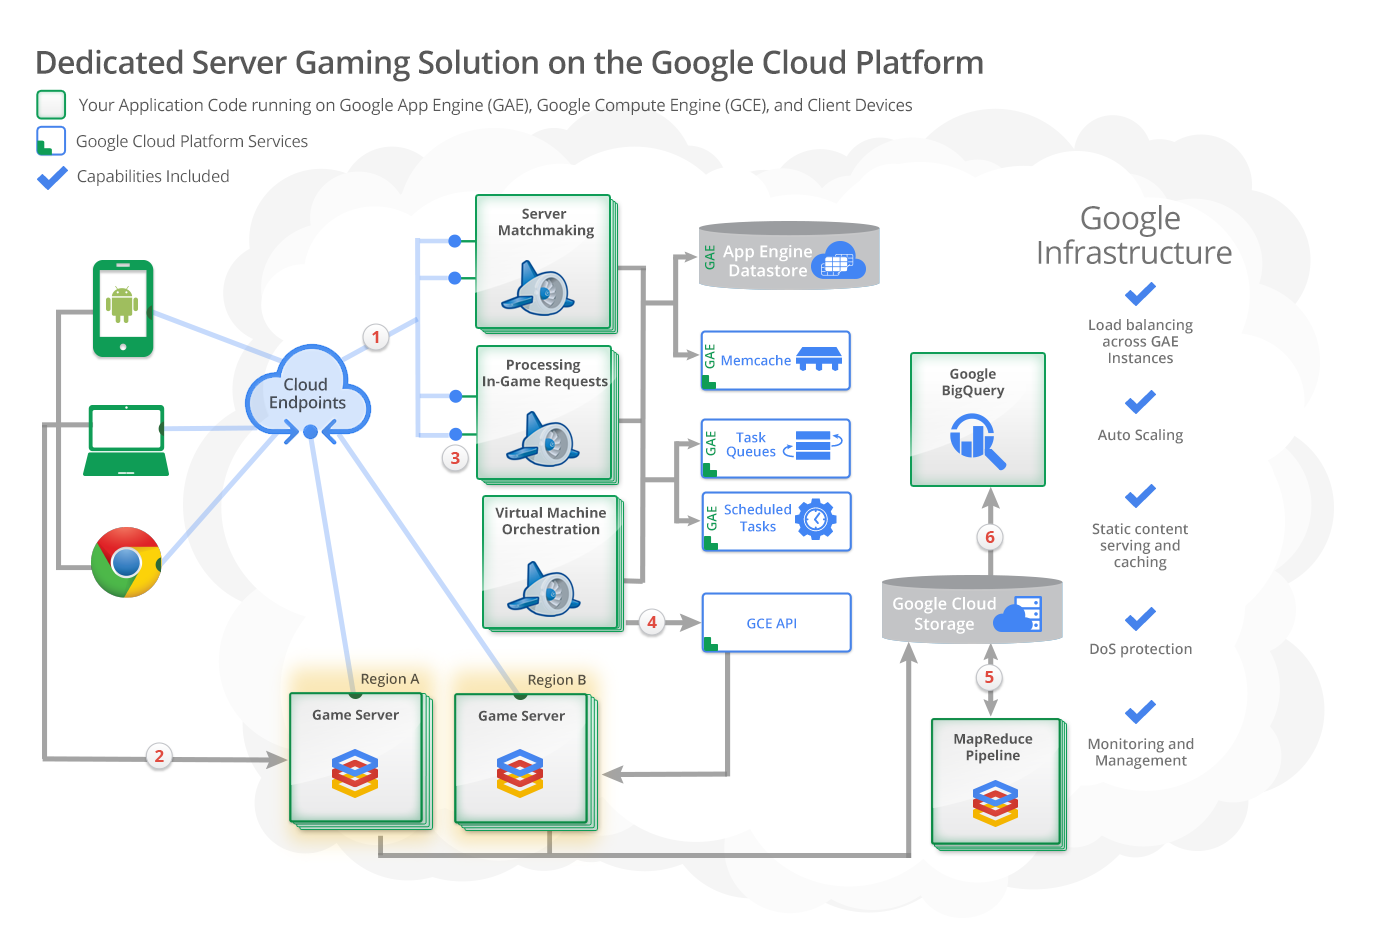 Dedicated Server Gaming Solution on the Google Cloud Platform
Your Application Code running on Google App Engine (GAE), Google Compute Engine (GCE), and Client Devices
Google Cloud Platform Services
Capabilities Included
Server
Matchmaking
Processing
In-Game Requests
Virtual Machine
Orchestration
Cloud
Endpoints
1
3
4
2
GAE
App Engine
Datastore
GAE
Memcache
GAE
Task
Queues
GAE
Scheduled
Tasks
GCE API
Region A
Game Server
Region B
Game Server
Google
BigQuery
6
Google Cloud
Storage
5
MapReduce
Pipeline
Google
Infrastructure
Load balancing
across GAE
Instances
Auto Scaling
Static content
serving and
caching
DoS protection
Monitoring and
Management